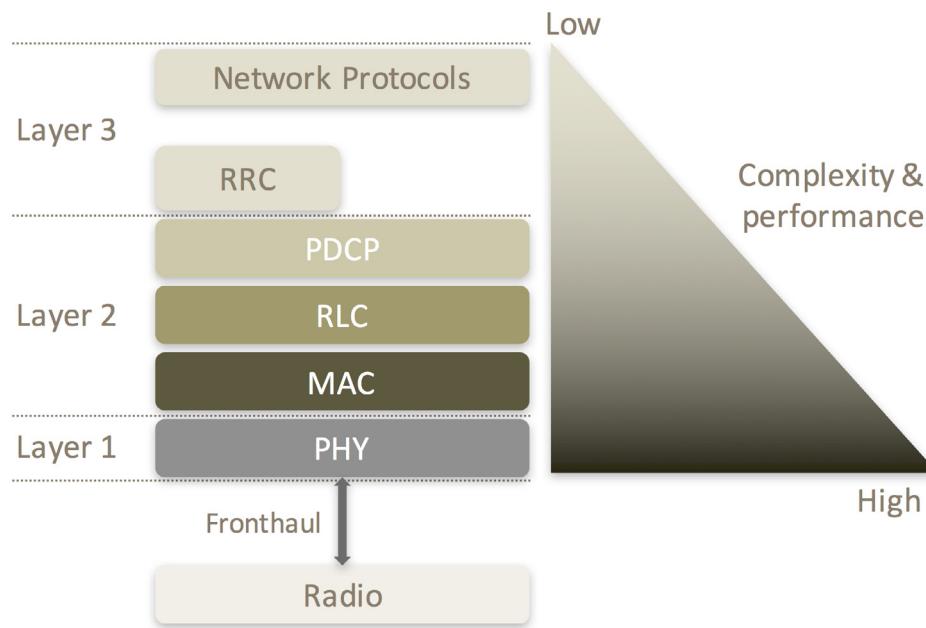 Low
Network Protocols
Layer 3
RRC
Complexity &
performance
PDCP
Layer 2
RLC
MAC
Layer 1
PHY
High
Fronthaul
Radio